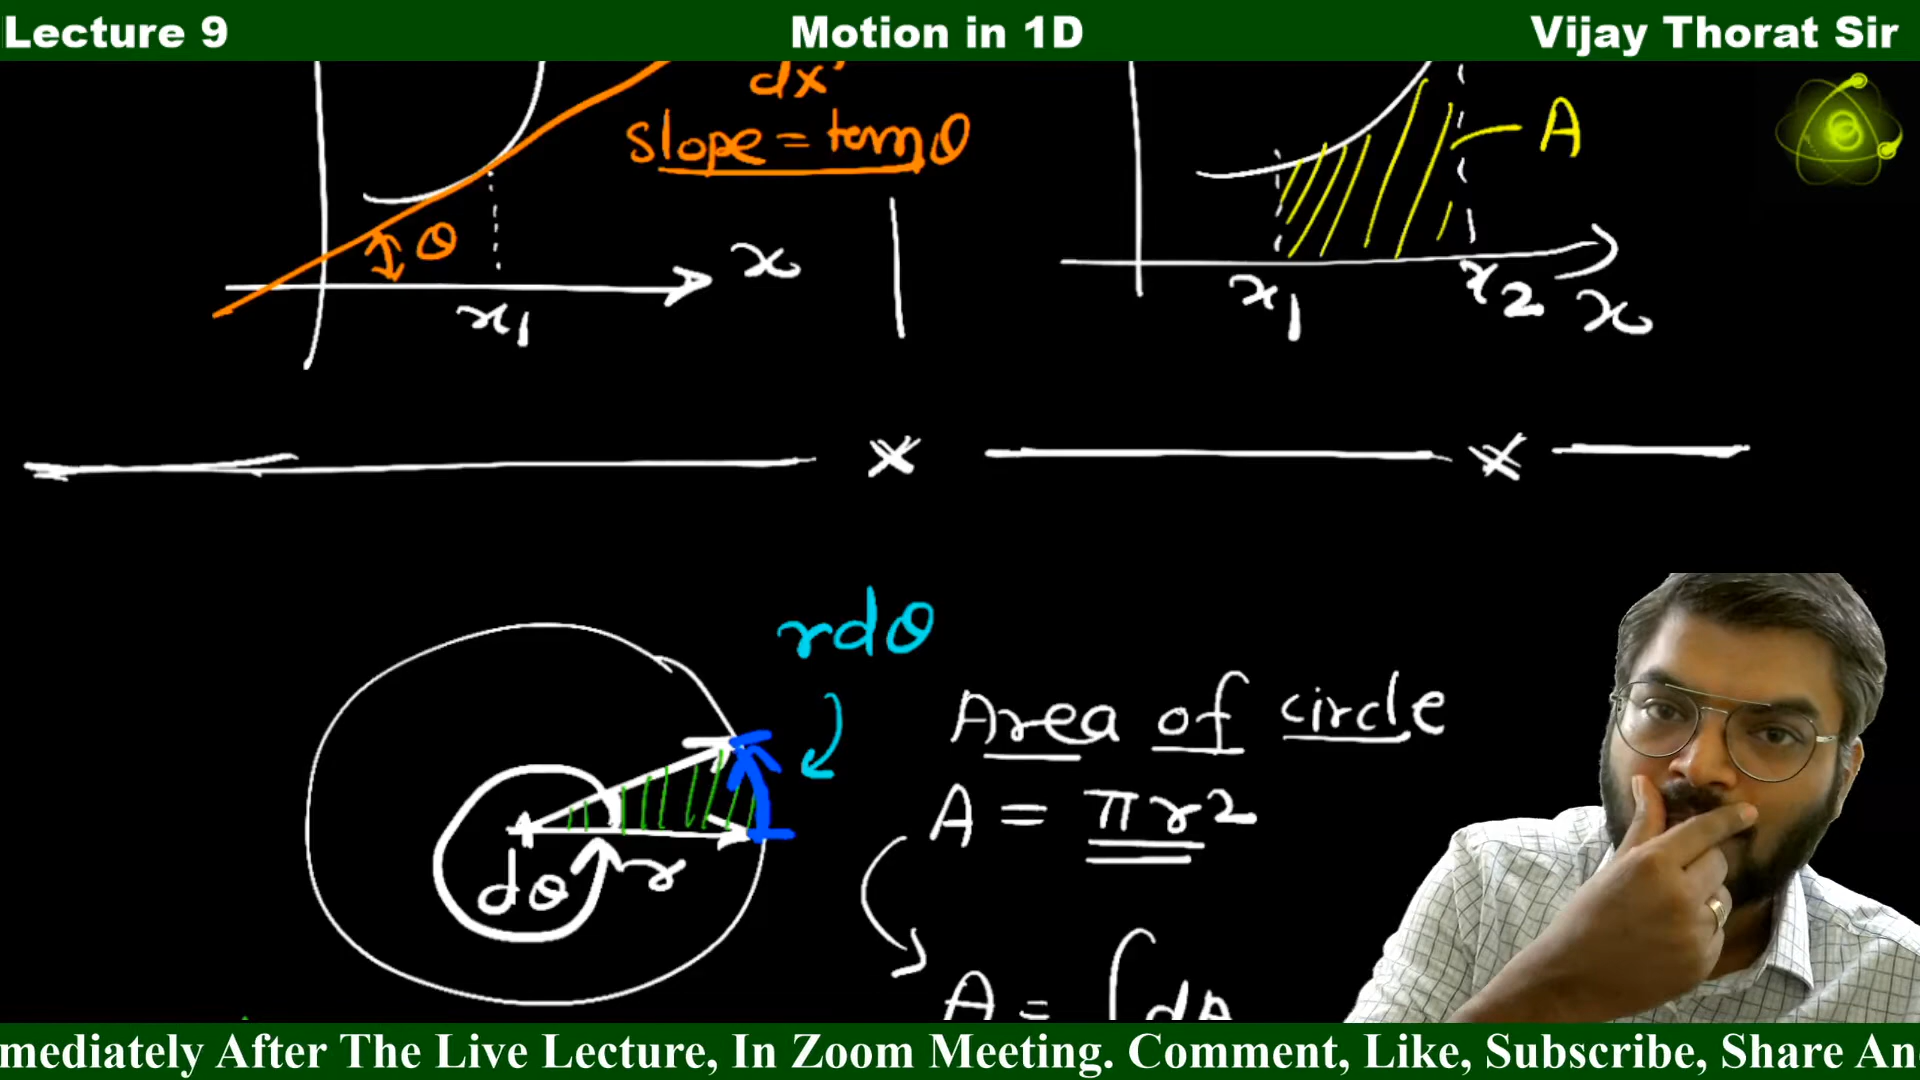 Lecture 9
Motion in 1D
Vijay Thorat Sir
dx
slope = tanθ
θ
x
x1
A
x1
x2
x
rdθ
Area of circle
A = πr2
dθ
r
A = ∫dA
mediately After The Live Lecture, In Zoom Meeting. Comment, Like, Subscribe, Share An